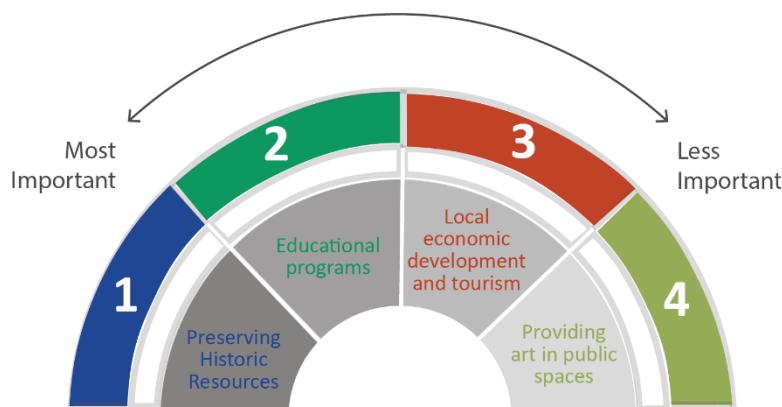 Most
Important
1
2
3
4
Less
Important
Preserving
Historic
Resources
Educational
programs
Local
economic
development
and tourism
Providing
art in public
spaces